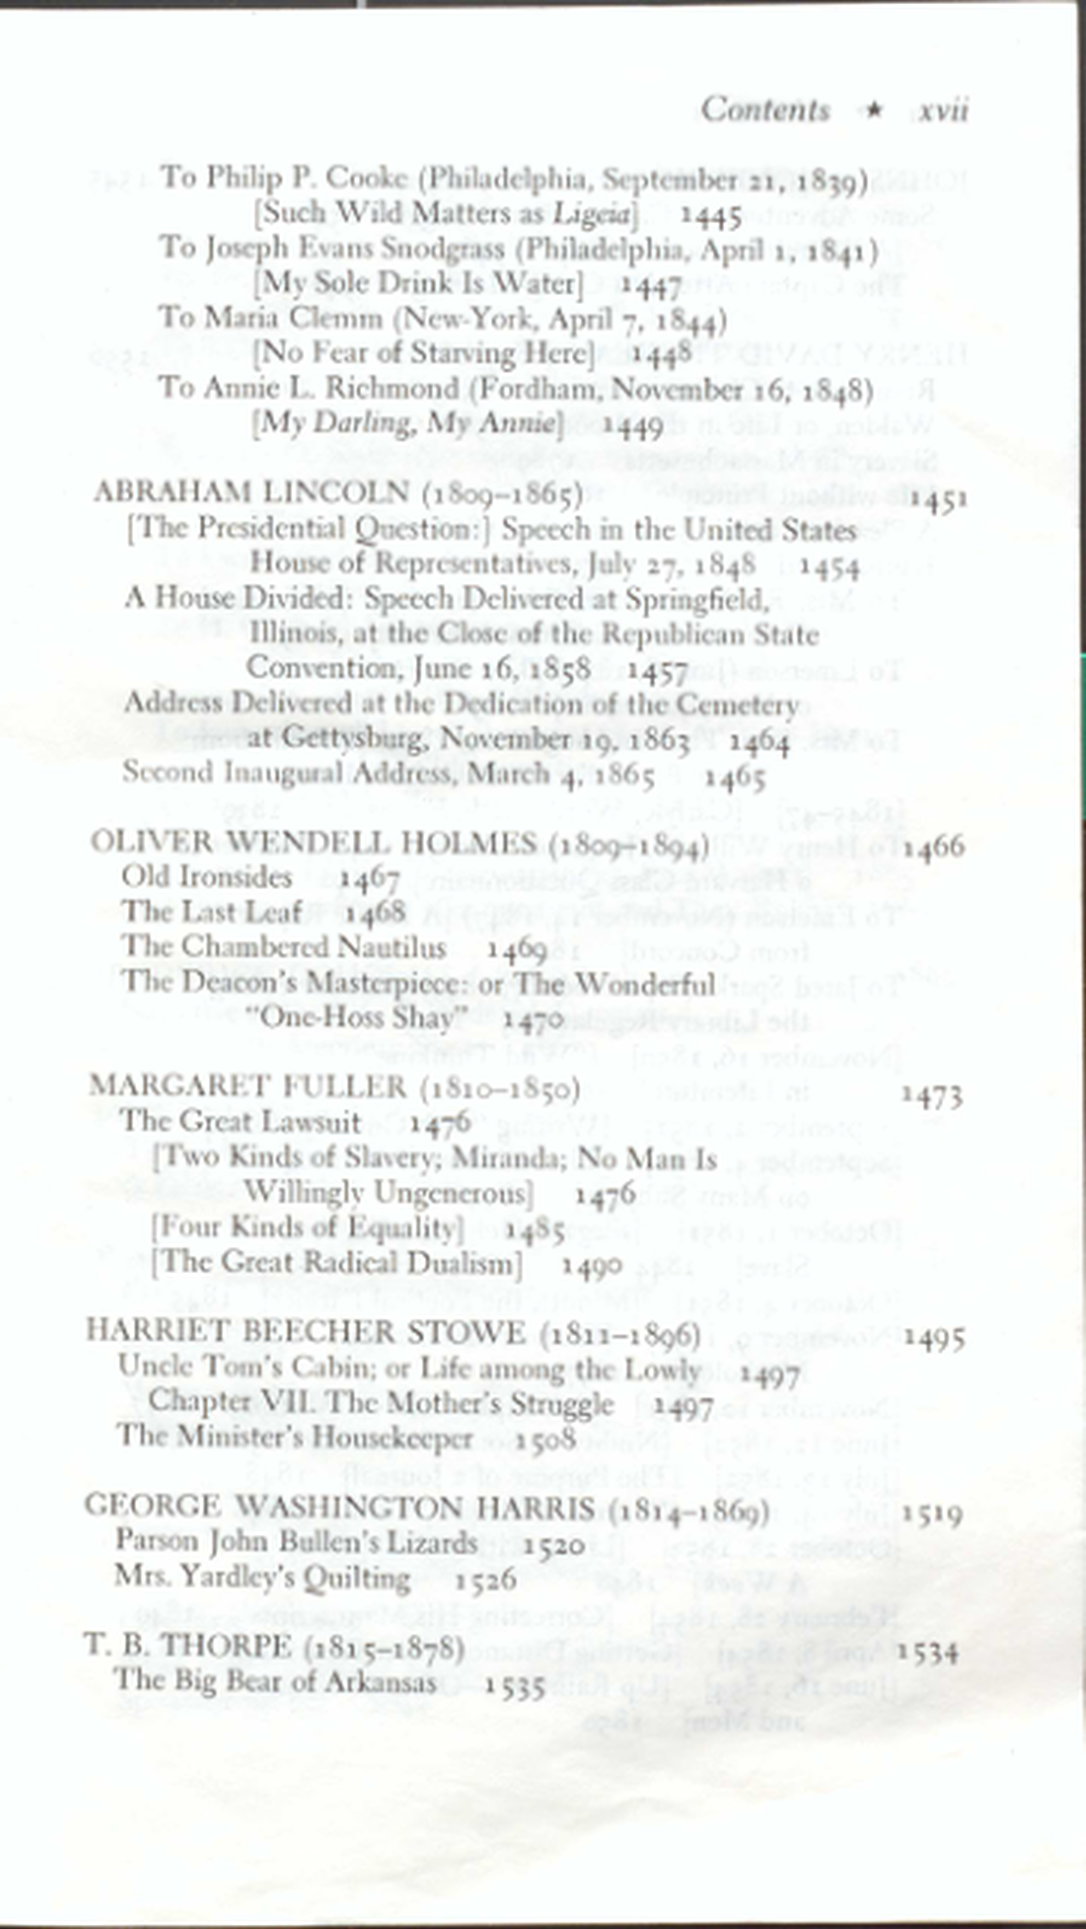 Contents ★ xvii
To Philip P. Cooke (Philadelphia, September 21, 1839)
[Such Wild Matters as Ligeia] 1445
To Joseph Evans Snodgrass (Philadelphia, April 1, 1841)
[My Sole Drink Is Water] 1447
To Maria Clemm (New-York, April 7, 1844)
[No Fear of Starving Here] 1448
To Annie L. Richmond (Fordham, November 16, 1848)
[My Darling, My Annie] 1449
ABRAHAM LINCOLN (1809–1865) 1451
[The Presidential Question:] Speech in the United States
House of Representatives, July 27, 1848 1454
A House Divided: Speech Delivered at Springfield,
Illinois, at the Close of the Republican State
Convention, June 16, 1858 1457
Address Delivered at the Dedication of the Cemetery
at Gettysburg, November 19, 1863 1464
Second Inaugural Address, March 4, 1865 1465
OLIVER WENDELL HOLMES (1809–1894) 1466
Old Ironsides 1467
The Last Leaf 1468
The Chambered Nautilus 1469
The Deacon's Masterpiece: or The Wonderful
"One-Hoss Shay" 1470
MARGARET FULLER (1810–1850) 1473
The Great Lawsuit 1476
[Two Kinds of Slavery; Miranda; No Man Is
Willingly Ungenerous] 1476
[Four Kinds of Equality] 1485
[The Great Radical Dualism] 1490
HARRIET BEECHER STOWE (1811–1896) 1495
Uncle Tom's Cabin; or Life among the Lowly 1497
Chapter VII. The Mother's Struggle 1497
The Minister's Housekeeper 1508
GEORGE WASHINGTON HARRIS (1814–1869) 1519
Parson John Bullen's Lizards 1520
Mrs. Yardley's Quilting 1526
T. B. THORPE (1815–1878) 1534
The Big Bear of Arkansas 1535